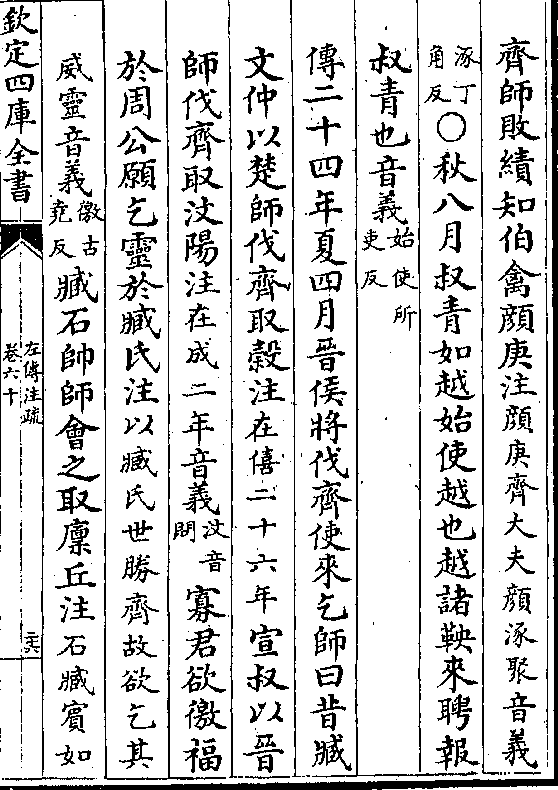 齊師敗績知伯禽顔庚注顔庚齊大夫顔涿聚音義
涿丁角反○秋八月叔青如越始使越也越諸鞅來聘報
叔青也音義始使所吏反
傳二十四年夏四月晉侯將伐齊使來乞師曰昔臧
文仲以楚師伐齊取穀注在僖二十六年宣叔以晉
師伐齊取汶陽注在成二年音義汶音問寡君欲徼福
於周公願乞靈於臧氏注以臧氏世勝齊故欲乞其
威靈音義徼古尭反臧石帥師會之取廩丘注石臧賔如
欽定四庫全書
左傳注疏
卷六十
二六